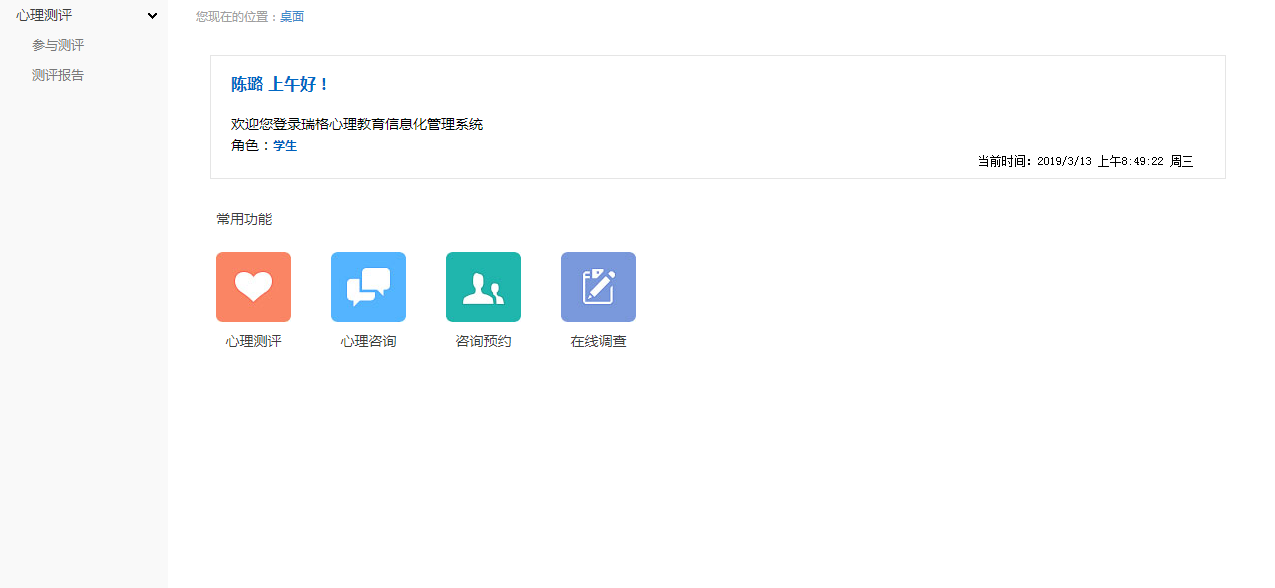 心理测评
参与测评
测评报告
您现在的位置：桌面
陈璐 上午好！
欢迎您登录瑞格心理教育信息化管理系统
角色：学生
当前时间：2019/3/13 上午8:49:22 周三
常用功能
心理测评
心理咨询
咨询预约
在线调查